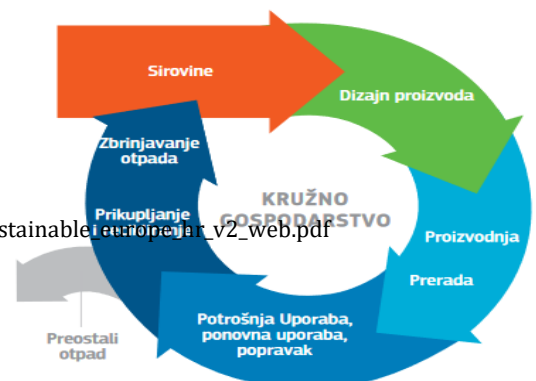 Sirovine
Dizajn proizvoda
Zbrinjavanje
otpada
KRUŽNO
GOSPODARSTVO
Prikupljanje
i
stainable_europe_hr_v2_web.pdf
Proizvodnja
Prerada
Potrošnja Uporaba,
ponovna uporaba,
popravak
Preostali
otpad